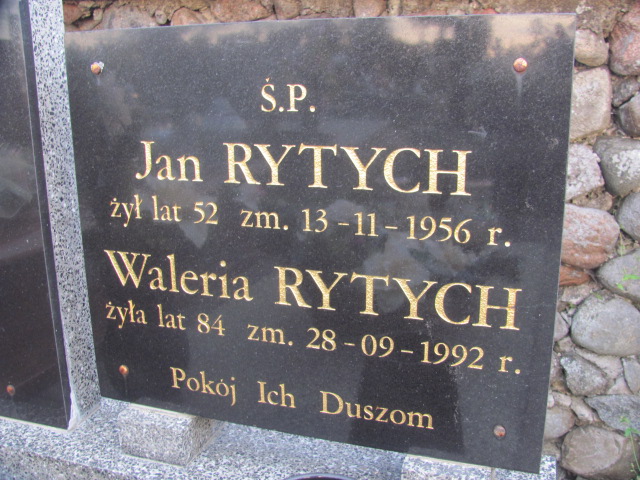 Ś.P.
Jan RYTYCH
żył lat 52 zm. 13-11-1956 r.
Waleria RYTYCH
żyła lat 84 zm. 28-09-1992 r.
Pokój Ich Duszom